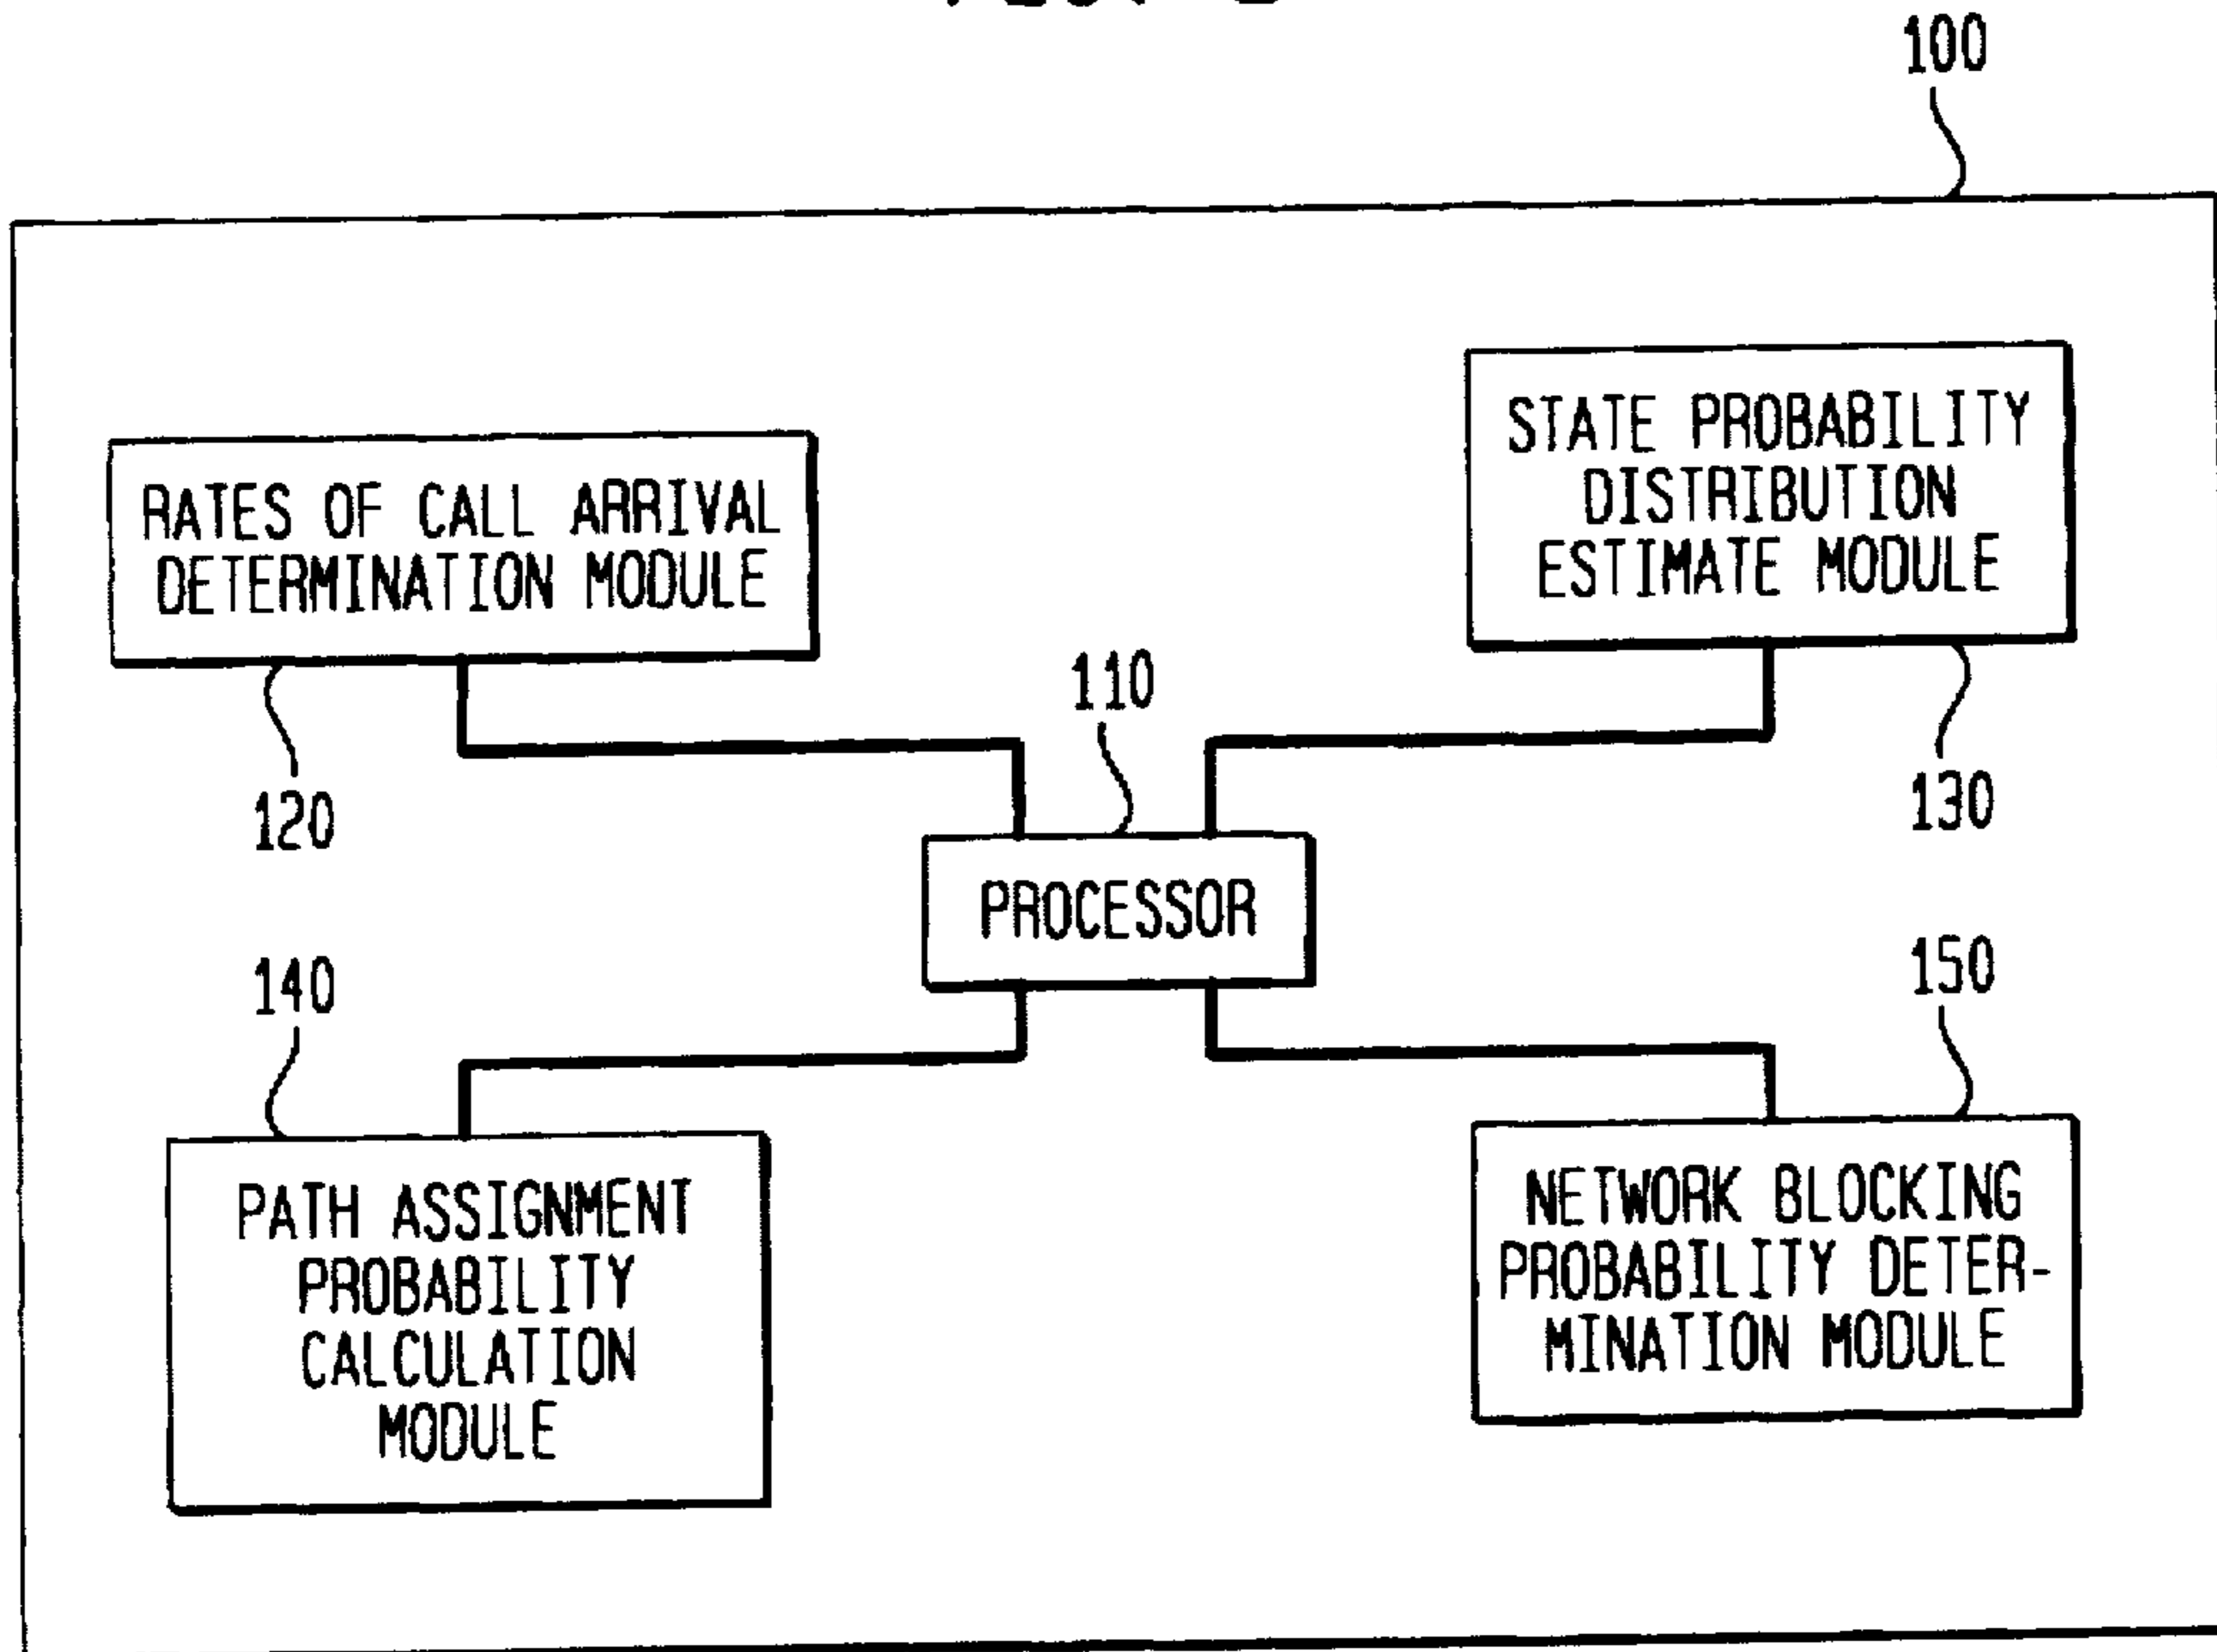 100
RATES OF CALL ARRIVAL
DETERMINATION MODULE
120
STATE PROBABILITY
DISTRIBUTION
ESTIMATE MODULE
130
110
PROCESSOR
140
PATH ASSIGNMENT
PROBABILITY
CALCULATION
MODULE
150
NETWORK BLOCKING
PROBABILITY DETER-
MINATION MODULE